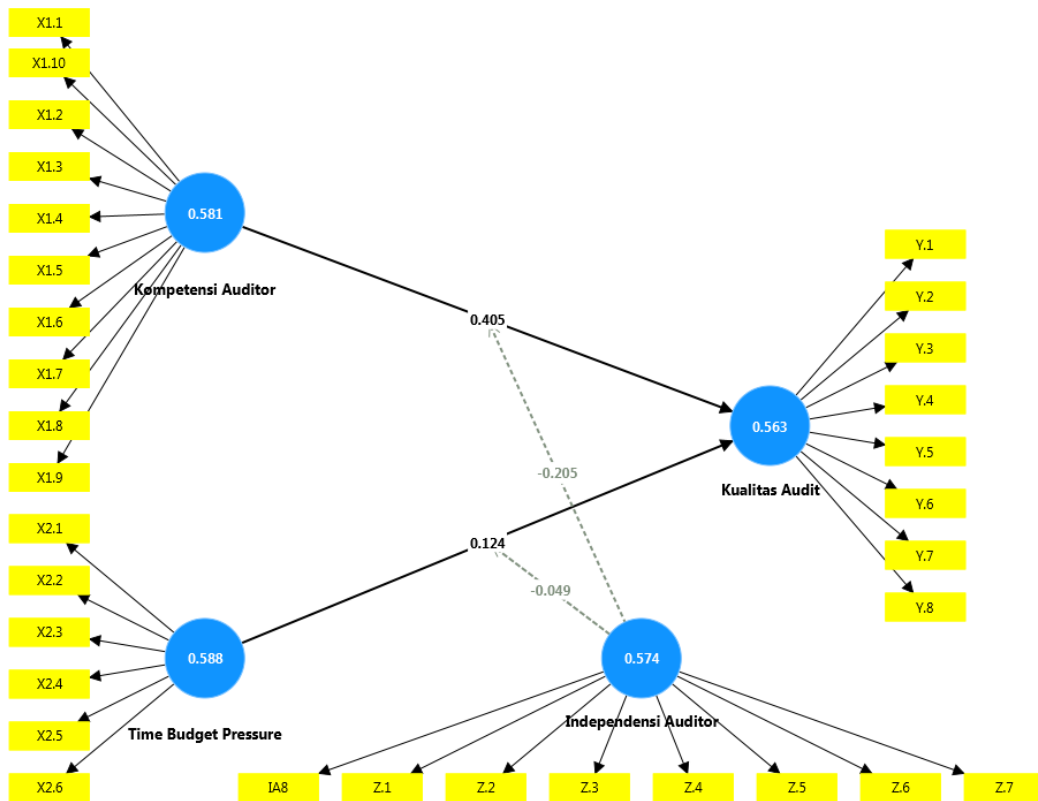 X1.1
X1.10
X1.2
X1.3
X1.4
X1.5
X1.6
X1.7
X1.8
X1.9
0.581
Kompetensi Auditor
X2.1
X2.2
X2.3
X2.4
X2.5
X2.6
0.588
Time Budget Pressure
0.405
-0.205
0.124
-0.049
0.563
Kualitas Audit
Y.1
Y.2
Y.3
Y.4
Y.5
Y.6
Y.7
Y.8
0.574
Independensi Auditor
IA8
Z.1
Z.2
Z.3
Z.4
Z.5
Z.6
Z.7